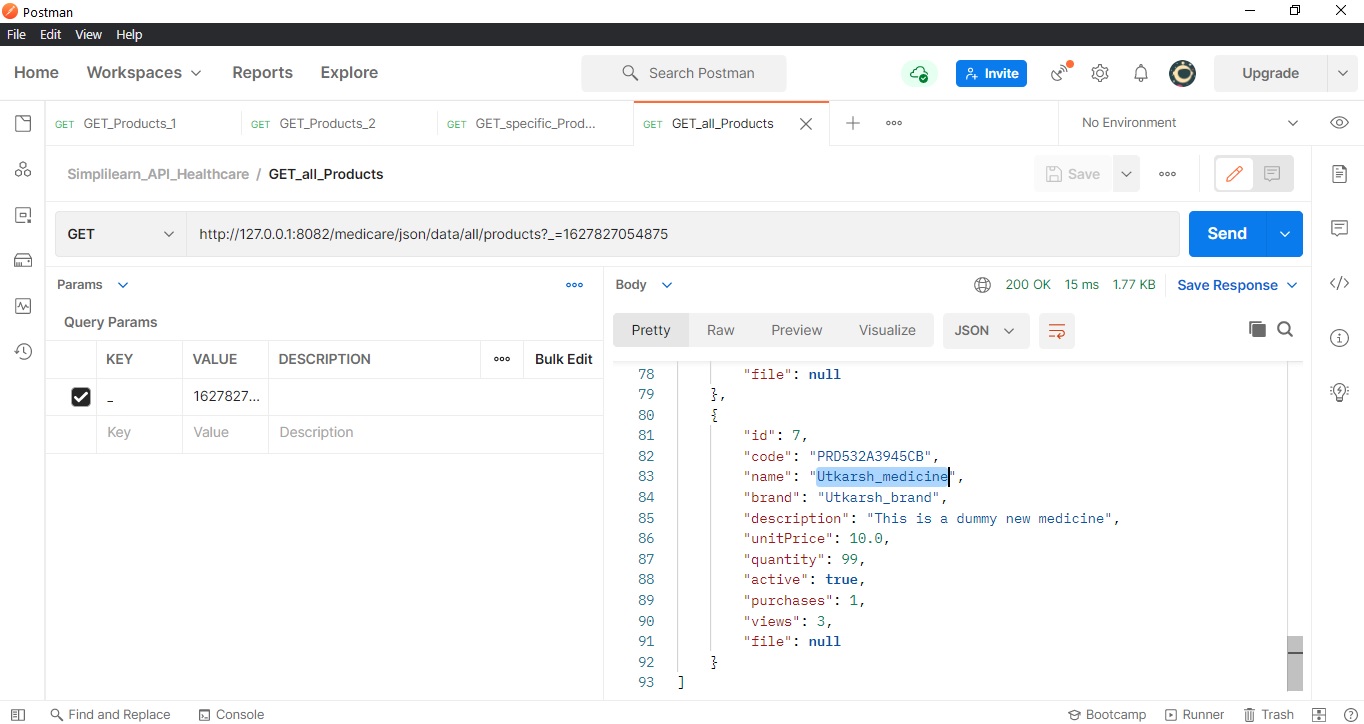 Postman
File Edit View Help
Home Workspaces Reports Explore Search Postman Invite Upgrade
GET GET_Products_1 GET GET_Products_2 GET GET_specific_Prod... GET GET_all_Products No Environment
Simplilearn_API_Healthcare / GET_all_Products Save
GET http://127.0.0.1:8082/medicare/json/data/all/products?_=1627827054875 Send
Params
Query Params
KEY VALUE DESCRIPTION Bulk Edit
_ 1627827...
Key Value Description
Body 200 OK 15 ms 1.77 KB Save Response
Pretty Raw Preview Visualize JSON
78 "file": null
79 },
80 {
81 "id": 7,
82 "code": "PRD532A3945CB",
83 "name": "Utkarsh_medicine",
84 "brand": "Utkarsh_brand",
85 "description": "This is a dummy new medicine",
86 "unitPrice": 10.0,
87 "quantity": 99,
88 "active": true,
89 "purchases": 1,
90 "views": 3,
91 "file": null
92 }
93 ]
Find and Replace Console Bootcamp Runner Trash